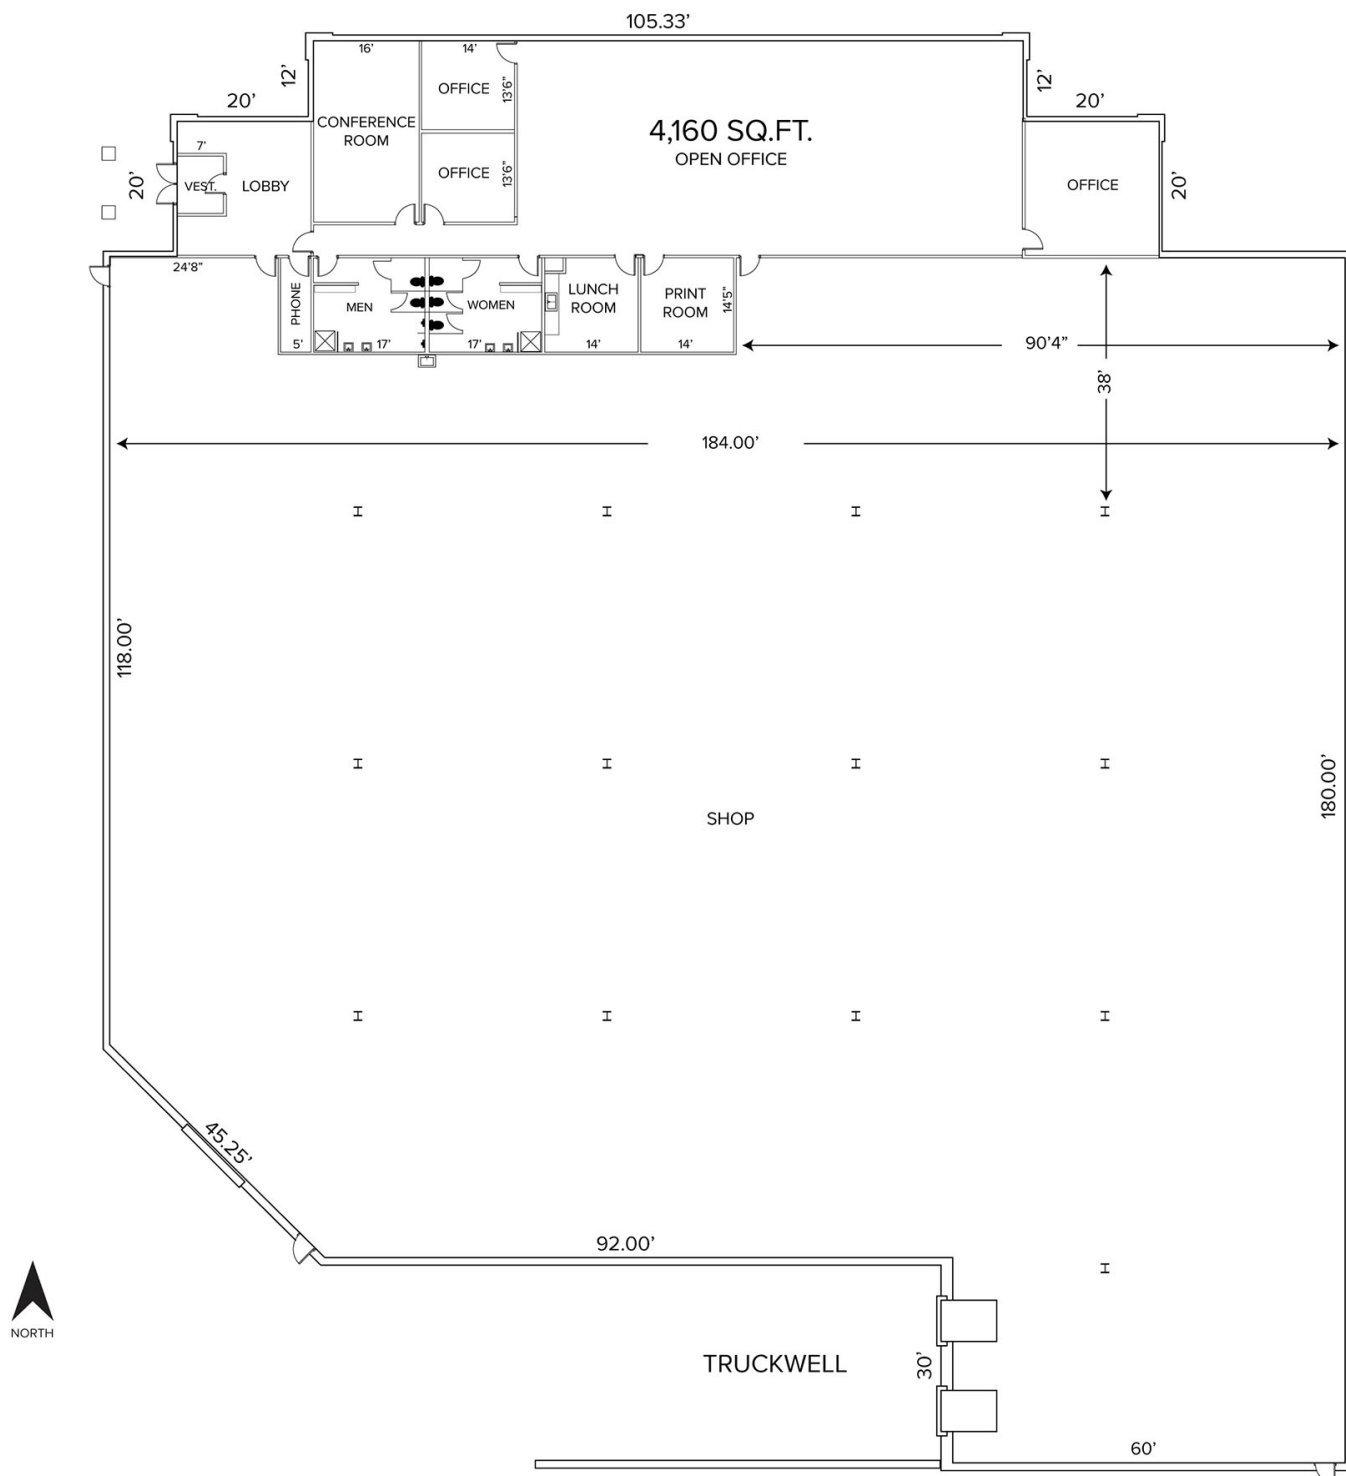 105.33'
16'
14'
12'
12'
OFFICE
13'6"
20'
20'
CONFERENCE
ROOM
4,160 SQ.FT.
OPEN OFFICE
7'
VEST.
LOBBY
20'
OFFICE
13'6"
OFFICE
20'
24'8"
PHONE
MEN
WOMEN
LUNCH
ROOM
PRINT
ROOM
14'5"
5'
17'
17'
14'
14'
90'4"
38'
184.00'
118.00'
180.00'
SHOP
45.25'
92.00'
NORTH
TRUCKWELL
30'
60'